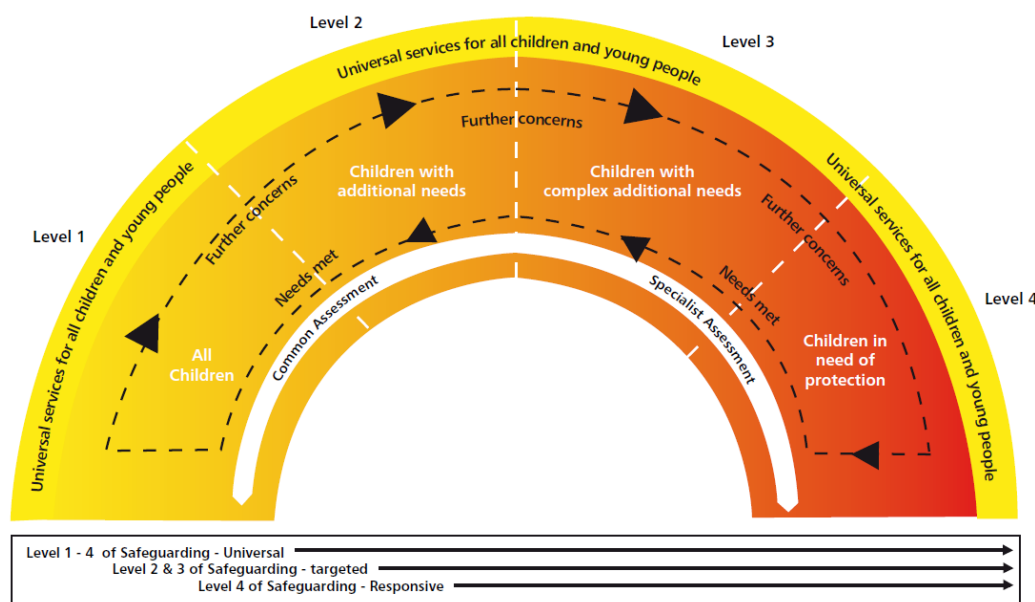 Level 1
Level 2
Level 3
Level 4
Universal services for all children and young people
Universal services for all children and young people
Universal services for all children and young people
Further concerns
Further concerns
Further concerns
All
Children
Children with
additional needs
Children with
complex additional needs
Children in
need of
protection
Needs met
Needs met
Common Assessment
Specialist Assessment
Level 1 - 4 of Safeguarding - Universal
Level 2 & 3 of Safeguarding - targeted
Level 4 of Safeguarding - Responsive